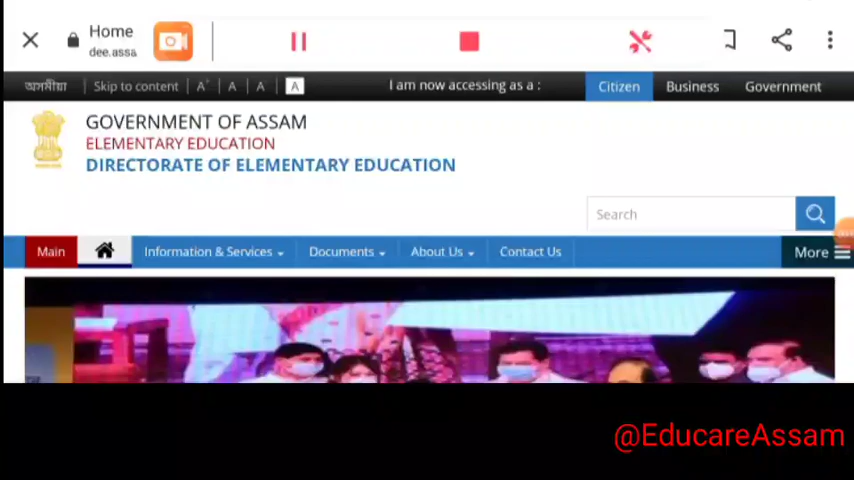 Home
dee.assa
অসমীয়া Skip to content A+ A A A I am now accessing as a : Citizen Business Government
GOVERNMENT OF ASSAM
ELEMENTARY EDUCATION
DIRECTORATE OF ELEMENTARY EDUCATION
Search
Main Information & Services Documents About Us Contact Us More
@EducareAssam